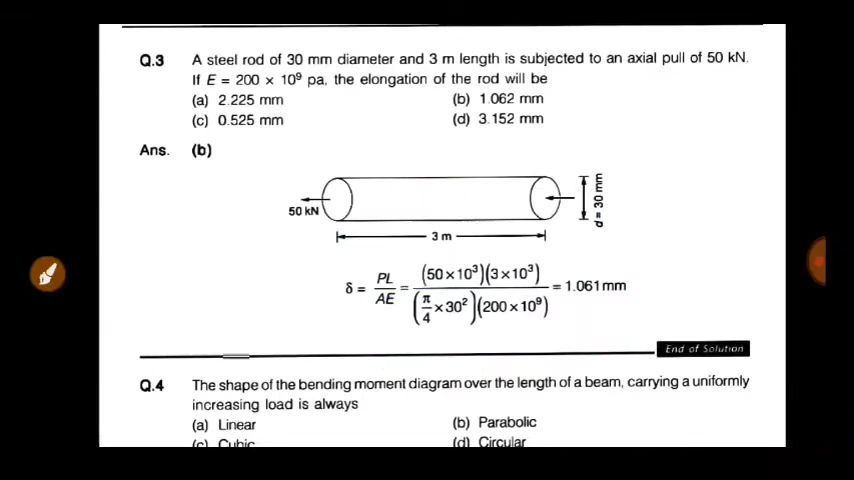 Q.3 A steel rod of 30 mm diameter and 3 m length is subjected to an axial pull of 50 kN.
If E = 200 × 10⁹ pa, the elongation of the rod will be
(a) 2.225 mm (b) 1.062 mm
(c) 0.525 mm (d) 3.152 mm
Ans. (b)
50 kN
d = 30 mm
3 m
δ = PL/AE = (50×10³)(3×10³)/(π/4 × 30²)(200×10⁹) = 1.061 mm
End of Solution
Q.4 The shape of the bending moment diagram over the length of a beam, carrying a uniformly
increasing load is always
(a) Linear (b) Parabolic
(c) Cubic (d) Circular